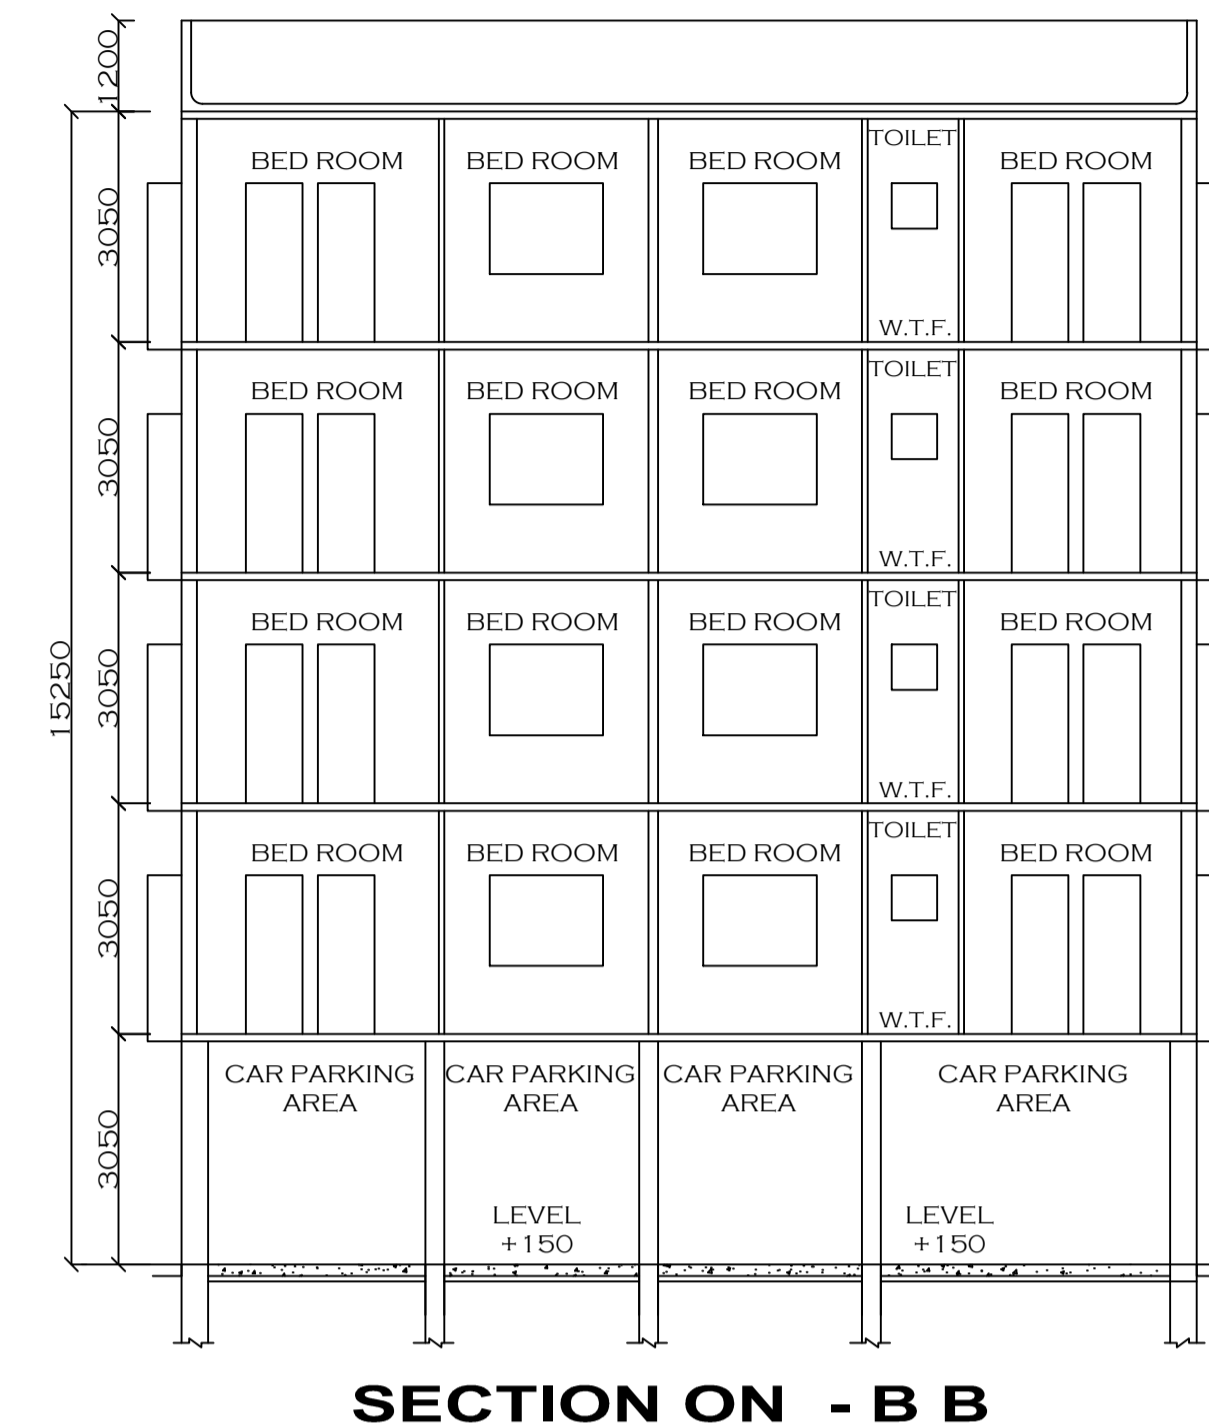 1200
BED ROOM BED ROOM BED ROOM TOILET BED ROOM
3050
W.T.F.
BED ROOM BED ROOM BED ROOM TOILET BED ROOM
3050
W.T.F.
BED ROOM BED ROOM BED ROOM TOILET BED ROOM
15250
3050
W.T.F.
BED ROOM BED ROOM BED ROOM TOILET BED ROOM
3050
W.T.F.
CAR PARKING CAR PARKING CAR PARKING CAR PARKING
AREA AREA AREA AREA
3050
LEVEL LEVEL
+150 +150
SECTION ON - B B